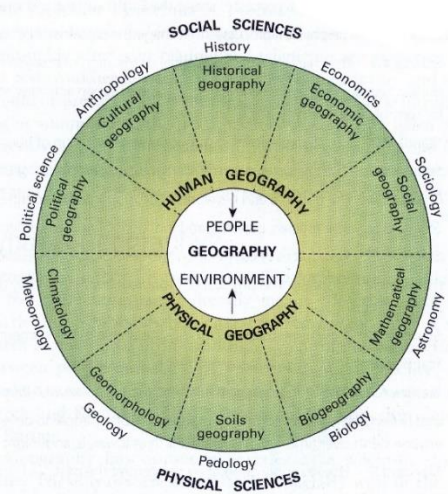 SOCIAL SCIENCES
History
Historical
geography
Economics
Economic
geography
Sociology
Social
geography
Astronomy
Mathematical
geography
Biology
Biogeography
Pedology
Soils
geography
Geology
Geomorphology
Meteorology
Climatology
Political science
Political
geography
Anthropology
Cultural
geography
HUMAN GEOGRAPHY
PEOPLE
GEOGRAPHY
ENVIRONMENT
PHYSICAL GEOGRAPHY
PHYSICAL SCIENCES